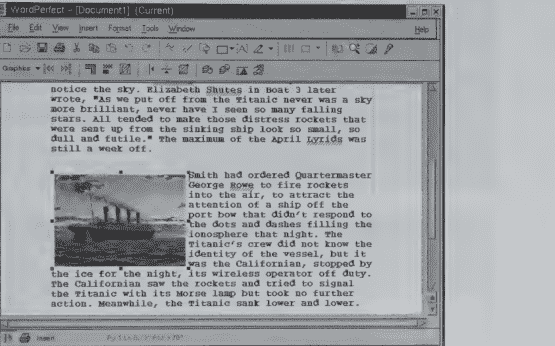 WordPerfect - [Document1] (Current)
File Edit View Insert Format Tools Window Help
Graphics
notice the sky. Elizabeth Shutes in Boat 3 later
wrote, "As we put off from the Titanic never was a sky
more brilliant, never have I seen so many falling
stars. All tended to make those distress rockets that
were sent up from the sinking ship look so small, so
dull and futile." The maximum of the April Lyrids was
still a week off.
Smith had ordered Quartermaster
George Rowe to fire rockets
into the air, to attract the
attention of a ship off the
port bow that didn't respond to
the dots and dashes filling the
ionosphere that night. The
Titanic's crew did not know the
identity of the vessel, but it
was the Californian, stopped by
the ice for the night, its wireless operator off duty.
The Californian saw the rockets and tried to signal
the Titanic with its Morse lamp but took no further
action. Meanwhile, the Titanic sank lower and lower.
Insert